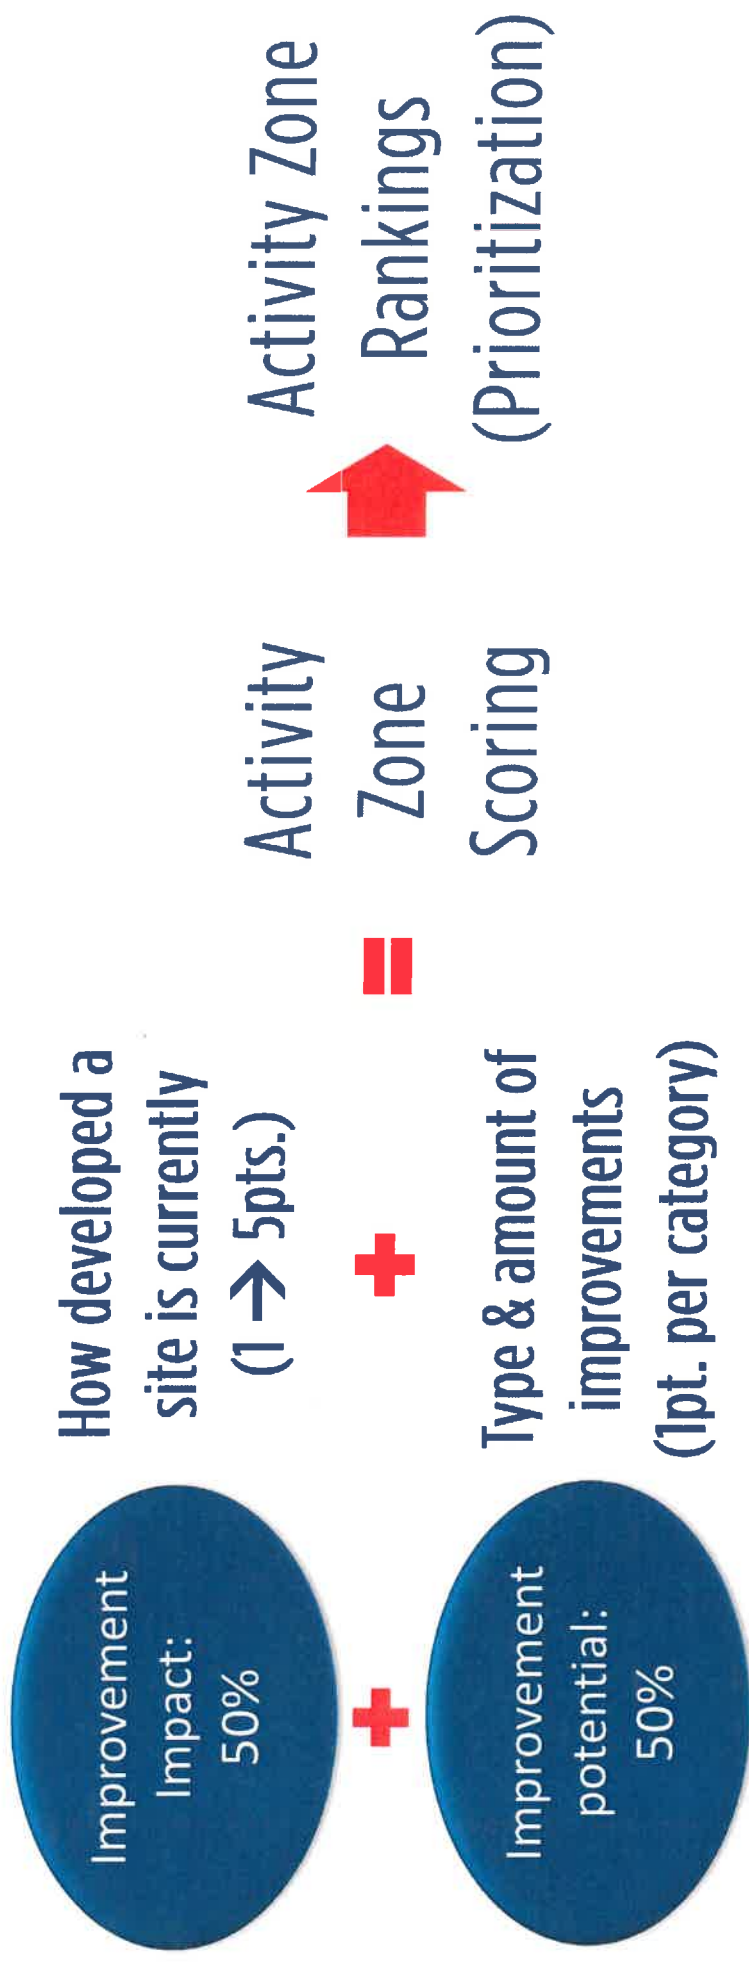 Improvement
Impact:
50%
+
Improvement
potential:
50%
How developed a
site is currently
(1 → 5pts.)
+
Type & amount of
improvements
(1pt. per category)
=
Activity
Zone
Scoring
Activity Zone
Rankings
(Prioritization)